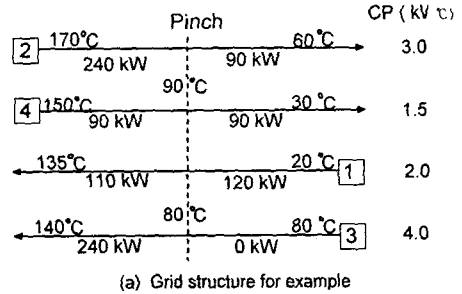 Pinch
CP ( kV ℃)
2 170°C 60°C 3.0
240 kW 90 kW
90°C
4 150°C 30°C 1.5
90 kW 90 kW
135°C 20°C 1 2.0
110 kW 120 kW
140°C 80°C 80°C 3 4.0
240 kW 0 kW
(a) Grid structure for example